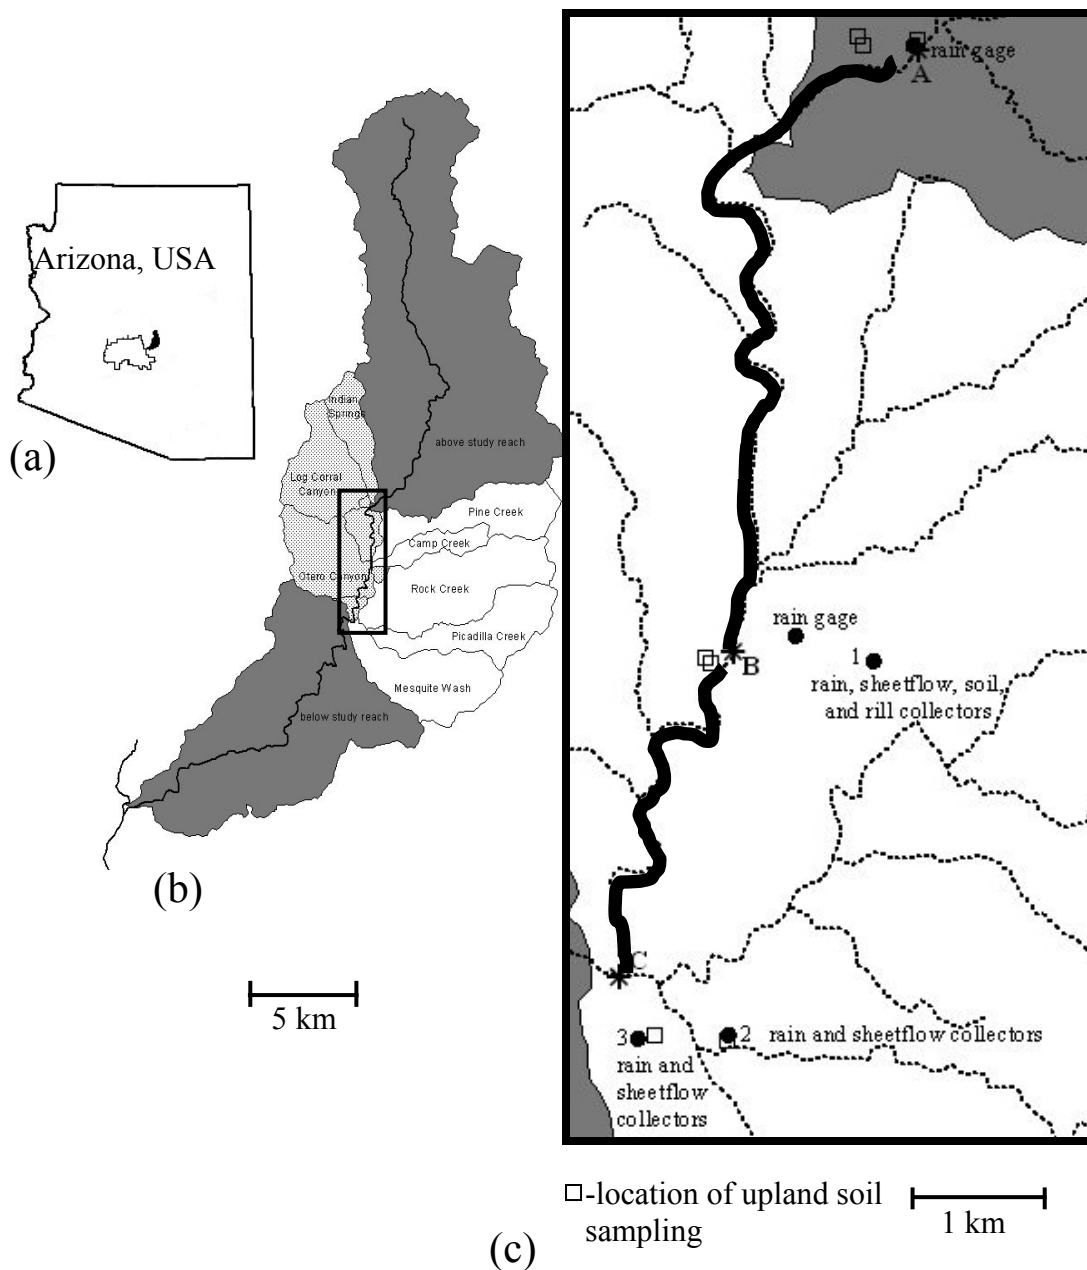 Arizona, USA
(a)
Indian
Springs
above study reach
Log Corral
Canyon
Pine Creek
Camp Creek
Otero Canyon
Rock Creek
Picadilla Creek
Mesquite Wash
below study reach
(b)
5 km
rain gage
A
rain gage
B
1
rain, sheetflow, soil,
and rill collectors
C
3
rain and
sheetflow
collectors
2 rain and sheetflow collectors
-location of upland soil
sampling
1 km
(c)